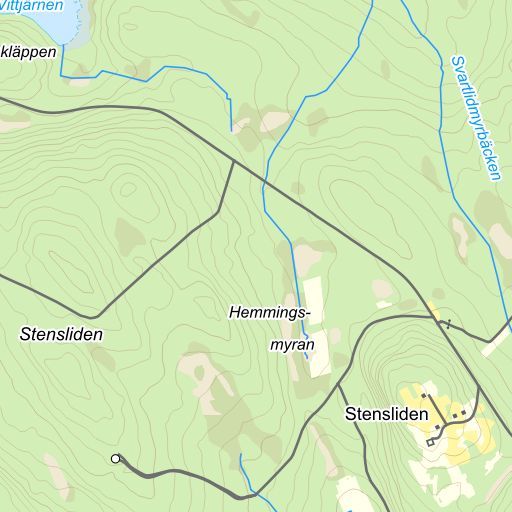 Vittjärnen
kläppen
Svartlidmyrbäcken
Hemmings-
myran
Stensliden
Stensliden